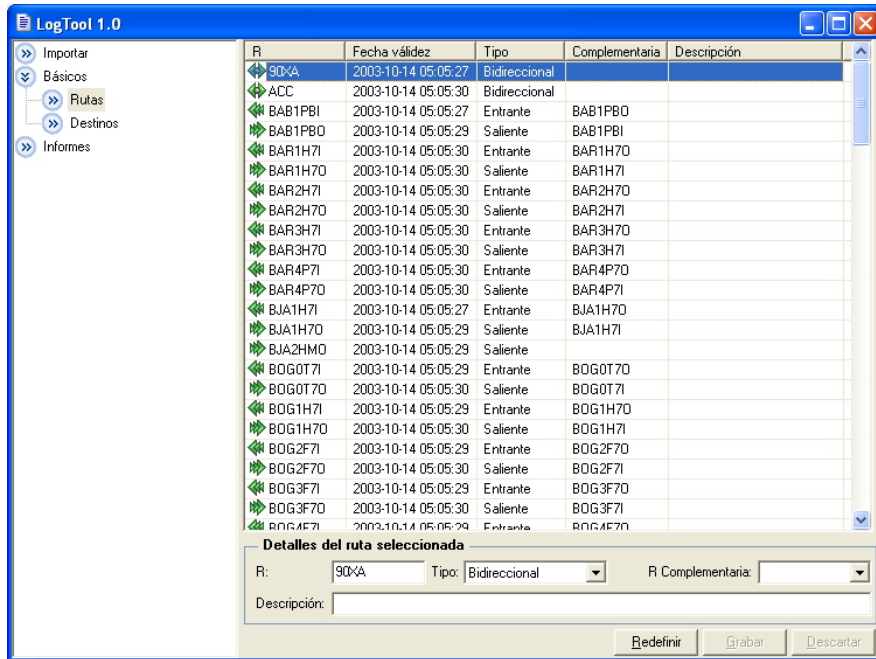 LogTool 1.0
Importar
Básicos
Rutas
Destinos
Informes
R Fecha válidez Tipo Complementaria Descripción
90XA 2003-10-14 05:05:27 Bidireccional
ACC 2003-10-14 05:05:30 Bidireccional
BAB1PBI 2003-10-14 05:05:27 Entrante BAB1PBO
BAB1PBO 2003-10-14 05:05:29 Saliente BAB1PBI
BAR1H7I 2003-10-14 05:05:30 Entrante BAR1H7O
BAR1H7O 2003-10-14 05:05:30 Saliente BAR1H7I
BAR2H7I 2003-10-14 05:05:30 Entrante BAR2H7O
BAR2H7O 2003-10-14 05:05:30 Saliente BAR2H7I
BAR3H7I 2003-10-14 05:05:30 Entrante BAR3H7O
BAR3H7O 2003-10-14 05:05:30 Saliente BAR3H7I
BAR4P7I 2003-10-14 05:05:30 Entrante BAR4P7O
BAR4P7O 2003-10-14 05:05:30 Saliente BAR4P7I
BJA1H7I 2003-10-14 05:05:27 Entrante BJA1H7O
BJA1H7O 2003-10-14 05:05:29 Saliente BJA1H7I
BJA2HMO 2003-10-14 05:05:29 Saliente
BOG0T7I 2003-10-14 05:05:29 Entrante BOG0T7O
BOG0T7O 2003-10-14 05:05:30 Saliente BOG0T7I
BOG1H7I 2003-10-14 05:05:29 Entrante BOG1H7O
BOG1H7O 2003-10-14 05:05:30 Saliente BOG1H7I
BOG2F7I 2003-10-14 05:05:29 Entrante BOG2F7O
BOG2F7O 2003-10-14 05:05:30 Saliente BOG2F7I
BOG3F7I 2003-10-14 05:05:29 Entrante BOG3F7O
BOG3F7O 2003-10-14 05:05:30 Saliente BOG3F7I
BOG4F7I 2003-10-14 05:05:29 Entrante BOG4F7O
Detalles del ruta seleccionada
R: 90XA Tipo: Bidireccional R Complementaria:
Descripción:
Redefinir Grabar Descartar